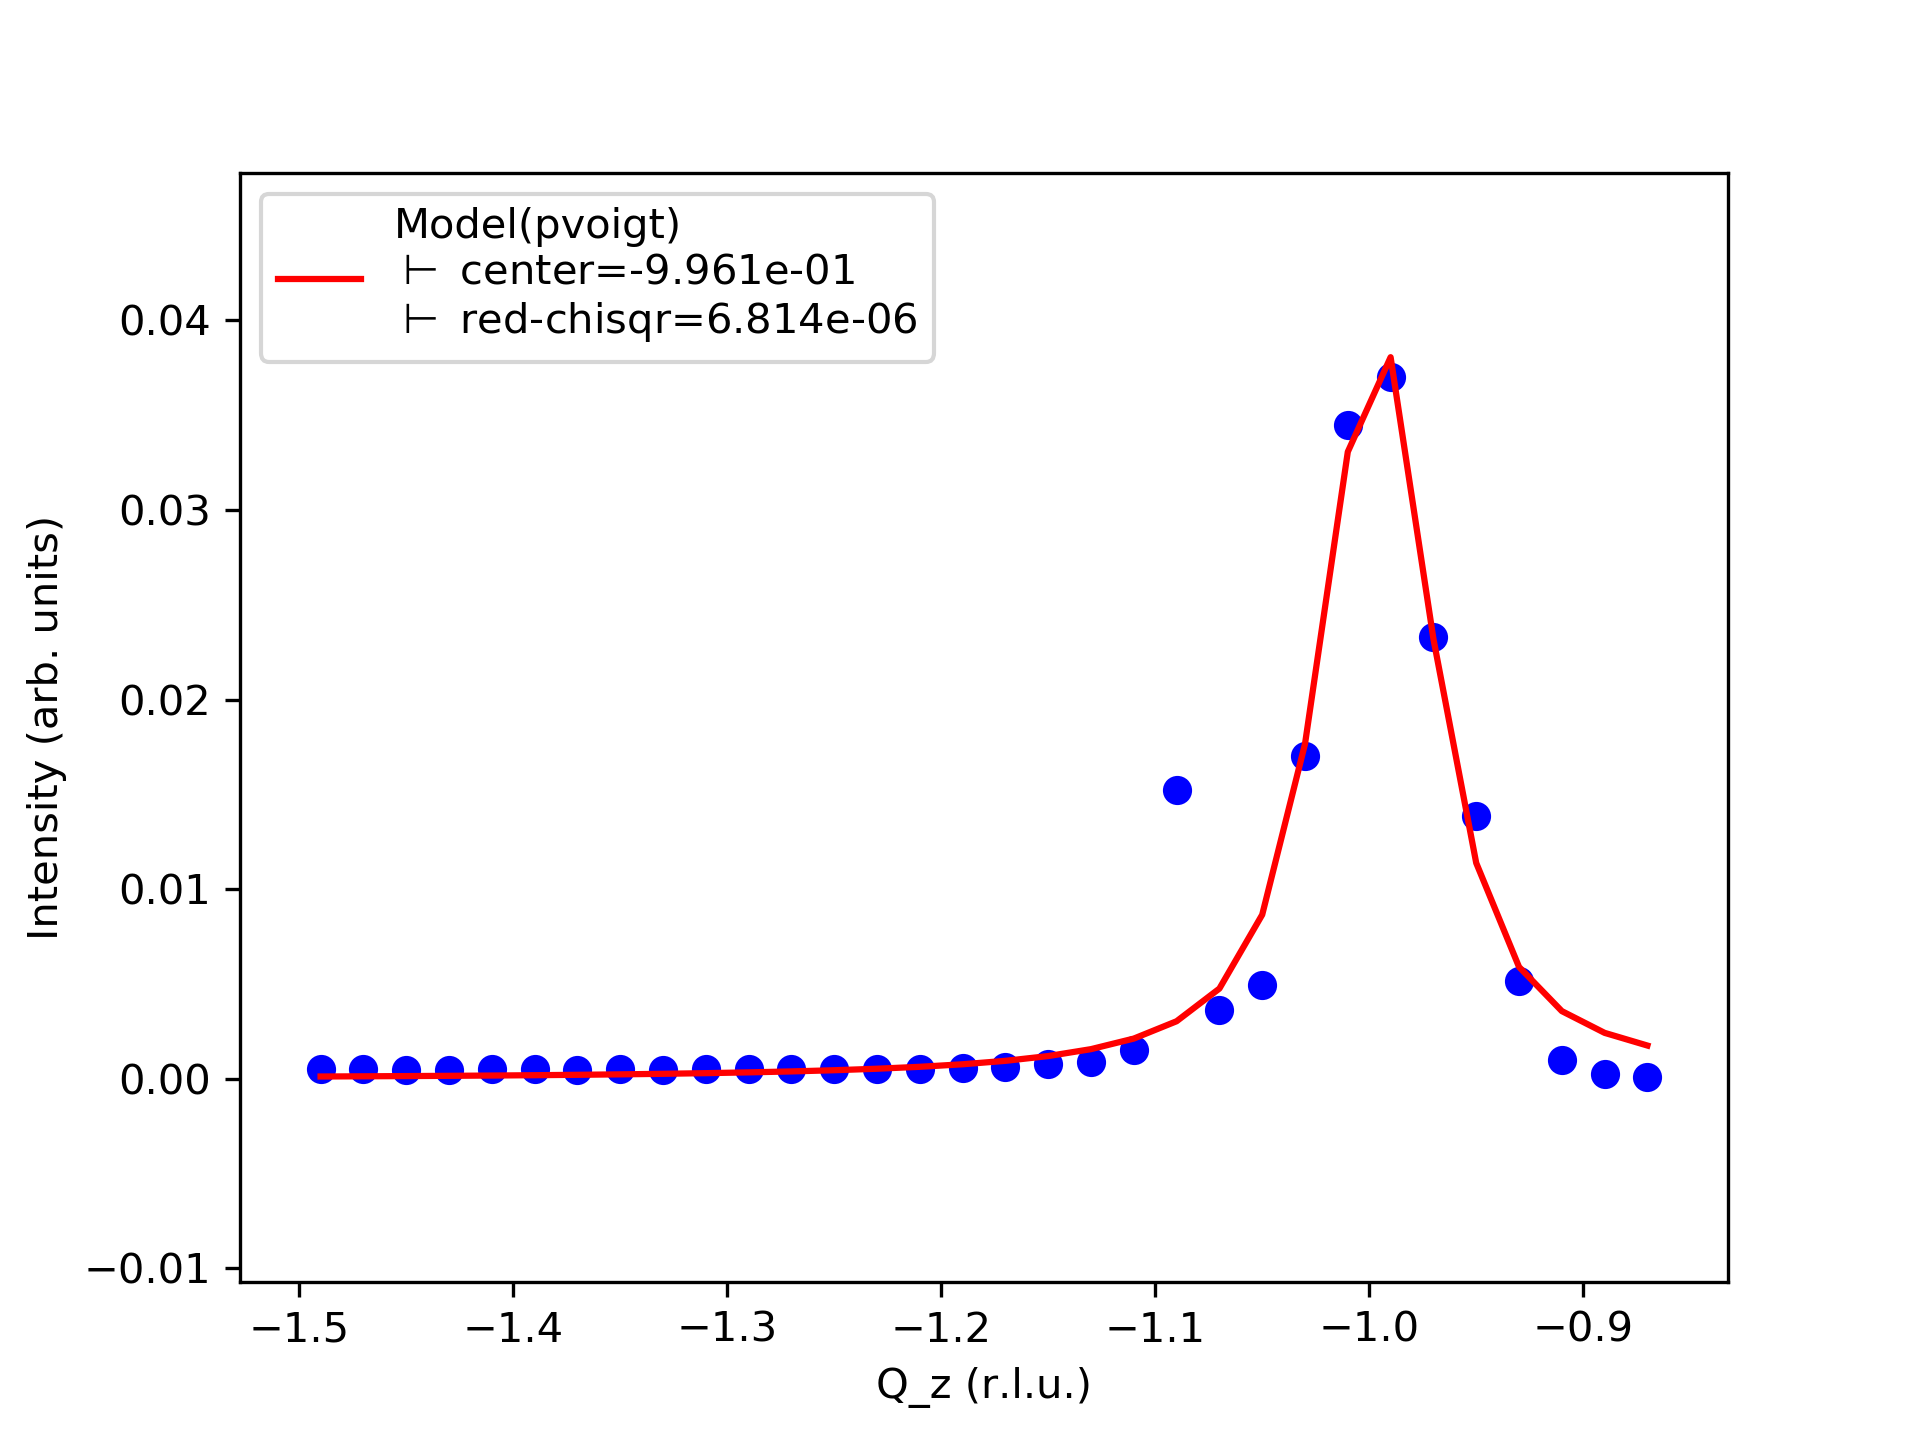 Model(pvoigt)
⊢ center=-9.961e-01
⊢ red-chisqr=6.814e-06
0.04
0.03
0.02
0.01
0.00
−0.01
Intensity (arb. units)
−1.5 −1.4 −1.3 −1.2 −1.1 −1.0 −0.9
Q_z (r.l.u.)